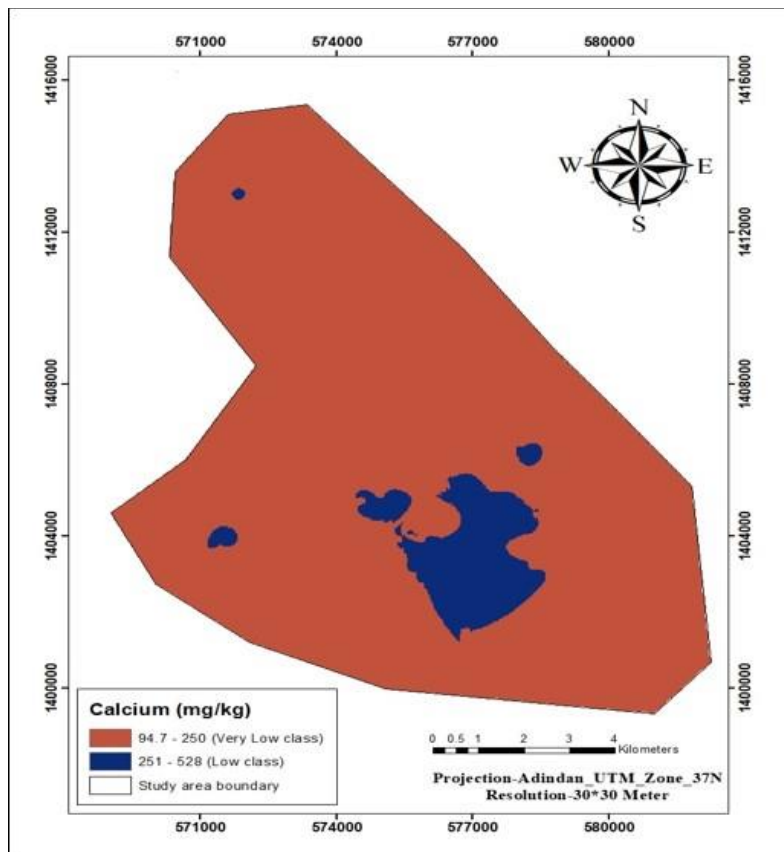 571000 574000 577000 580000
1416000
1412000
1408000
1404000
1400000
N
W E
S
1416000
1412000
1408000
1404000
1400000
Calcium (mg/kg)
94.7 - 250 (Very Low class)
251 - 528 (Low class)
Study area boundary
0 0.5 1 2 3 4
Kilometers
Projection-Adindan_UTM_Zone_37N
Resolution-30*30 Meter
571000 574000 577000 580000